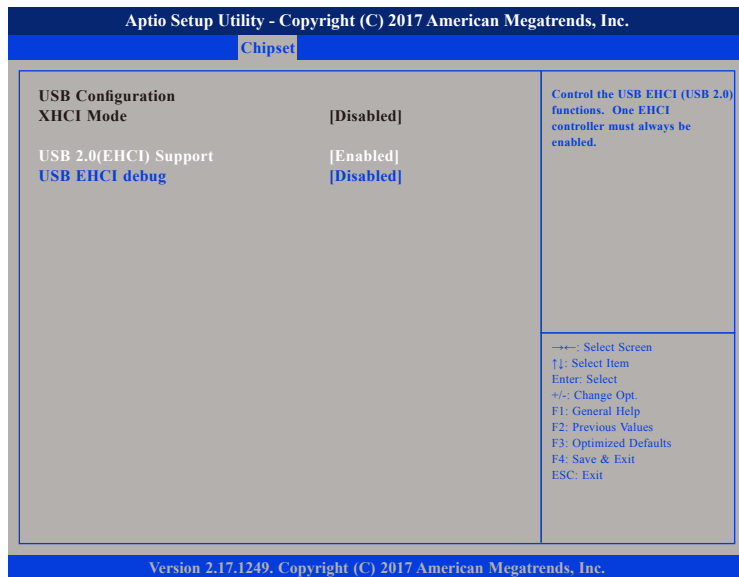 Aptio Setup Utility - Copyright (C) 2017 American Megatrends, Inc.
Chipset
USB Configuration
XHCI Mode [Disabled]
USB 2.0(EHCI) Support [Enabled]
USB EHCI debug [Disabled]
Control the USB EHCI (USB 2.0)
functions. One EHCI
controller must always be
enabled.
→←: Select Screen
↑↓: Select Item
Enter: Select
+/-: Change Opt.
F1: General Help
F2: Previous Values
F3: Optimized Defaults
F4: Save & Exit
ESC: Exit
Version 2.17.1249. Copyright (C) 2017 American Megatrends, Inc.